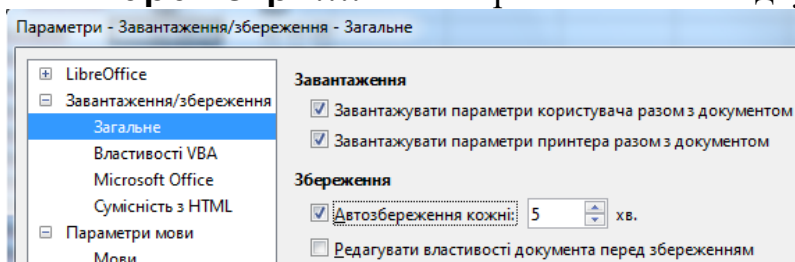 Параметри - Завантаження/збереження - Загальне
LibreOffice
Завантаження/збереження
Загальне
Властивості VBA
Microsoft Office
Сумісність з HTML
Параметри мови
Мови
Завантаження
Завантажувати параметри користувача разом з документом
Завантажувати параметри принтера разом з документом
Збереження
Автозбереження кожні: 5 хв.
Редагувати властивості документа перед збереженням